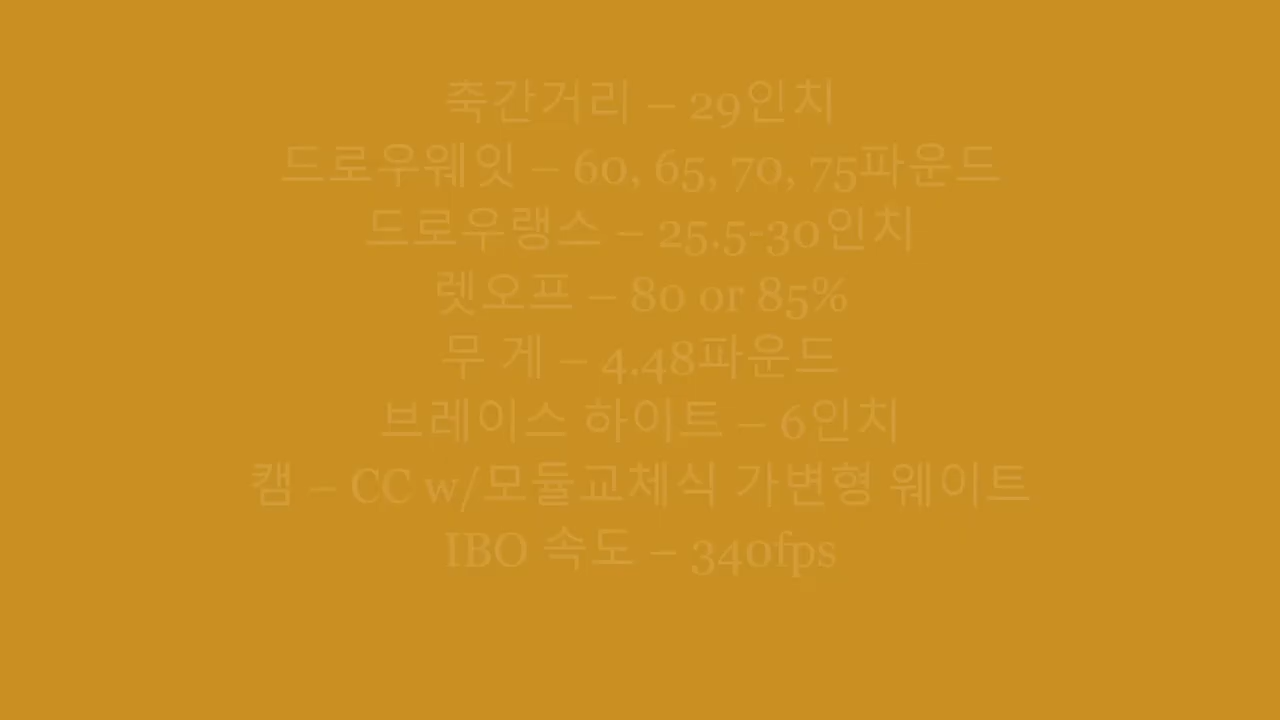 축간거리 – 29인치
드로우웨잇 – 60, 65, 70, 75파운드
드로우랭스 – 25.5-30인치
렛오프 – 80 or 85%
무 게 – 4.48파운드
브레이스 하이트 – 6인치
캠 – CC w/모듈교체식 가변형 웨이트
IBO 속도 – 340fps